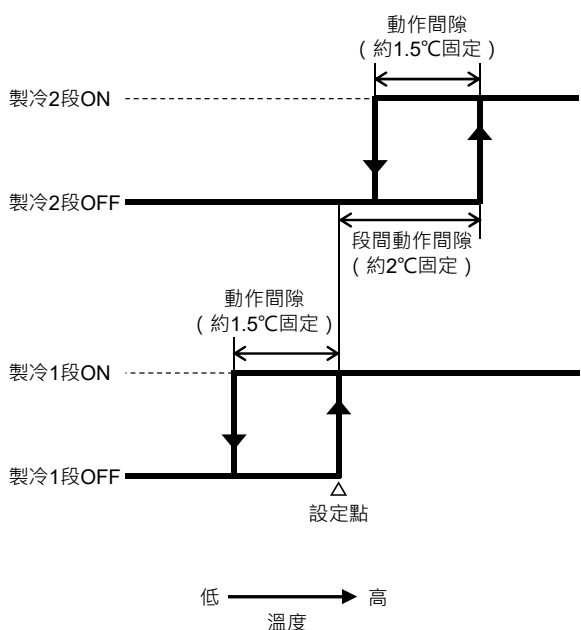 動作間隙
（約1.5℃固定）
製冷2段ON
製冷2段OFF
段間動作間隙
（約2℃固定）
動作間隙
（約1.5℃固定）
製冷1段ON
製冷1段OFF
設定點
低 高
溫度